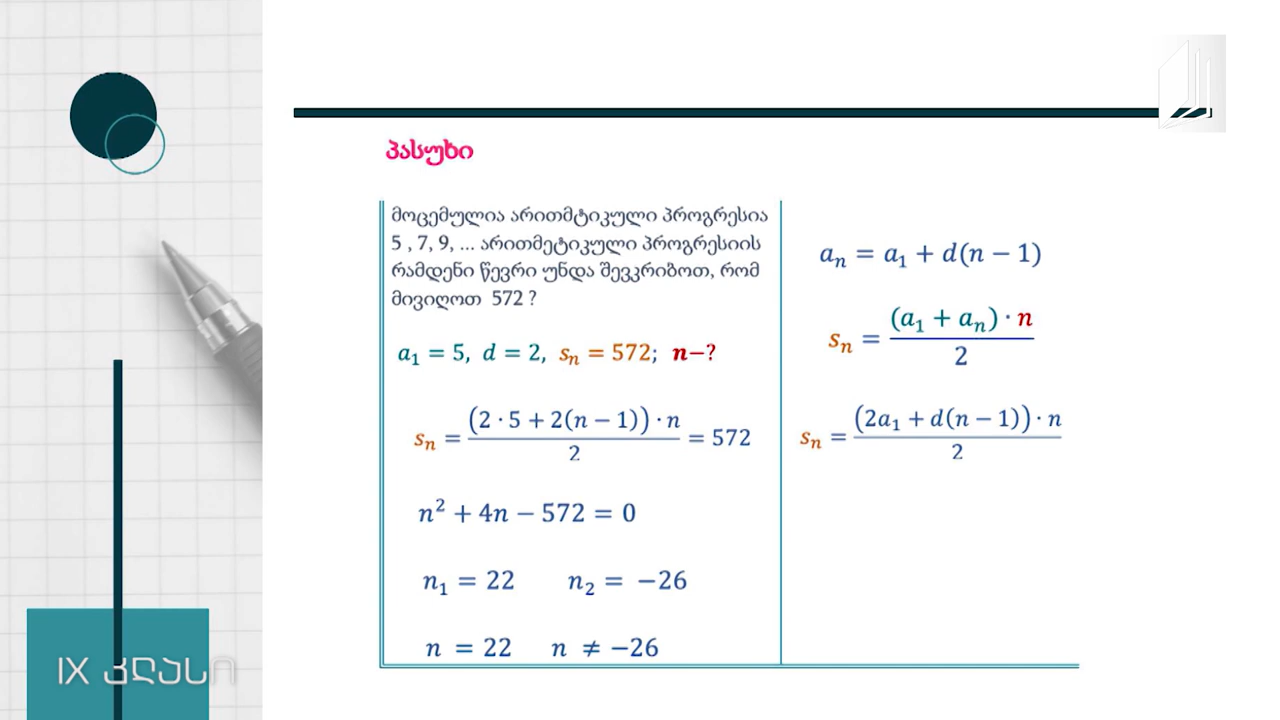 პასუხი
მოცემულია არითმტიკული პროგრესია
5 , 7, 9, ... არითმეტიკული პროგრესიის
რამდენი წევრი უნდა შევკრიბოთ, რომ
მივიღოთ 572 ?
a₁ = 5, d = 2, sₙ = 572; n−?
sₙ = (2 · 5 + 2(n − 1)) · n / 2 = 572
n² + 4n − 572 = 0
n₁ = 22 n₂ = −26
n = 22 n ≠ −26
aₙ = a₁ + d(n − 1)
sₙ = (a₁ + aₙ) · n / 2
sₙ = (2a₁ + d(n − 1)) · n / 2
IX კლასი